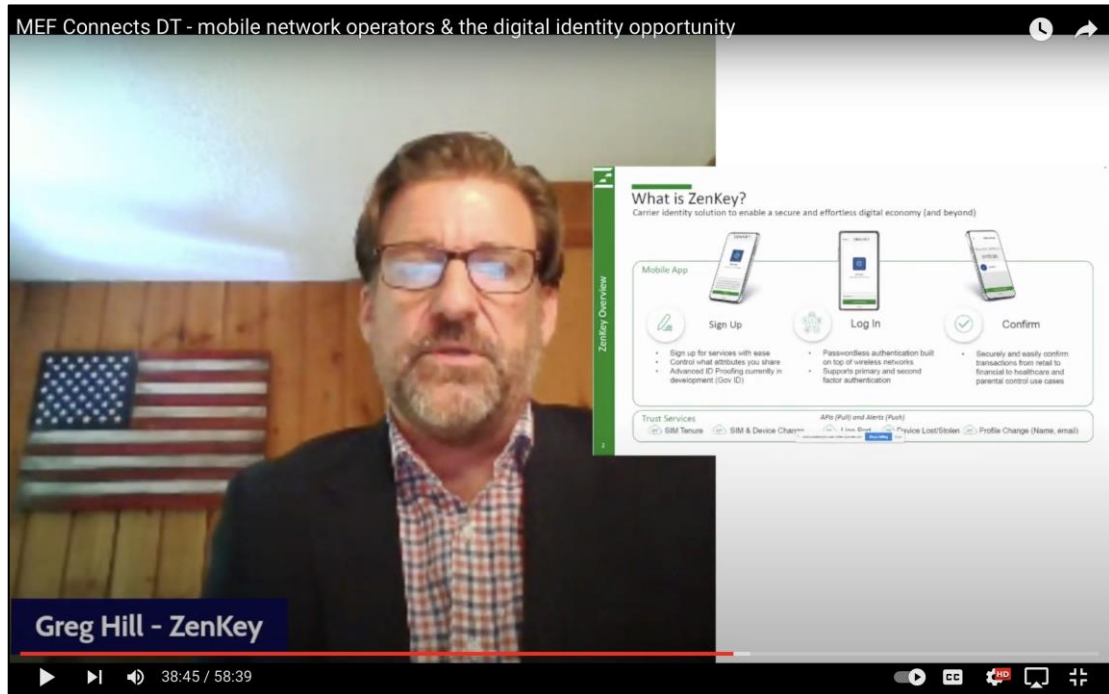 MEF Connects DT - mobile network operators & the digital identity opportunity
ZenKey Overview
2
What is ZenKey?
Carrier identity solution to enable a secure and effortless digital economy (and beyond)
Mobile App
Sign Up
• Sign up for services with ease
• Control what attributes you share
• Advanced ID Proofing currently in
development (Gov ID)
Log In
• Passwordless authentication built
on top of wireless networks
• Supports primary and second
factor authentication
Confirm
• Securely and easily confirm
transactions from retail to
financial to healthcare and
parental control use cases
Trust Services
APIs (Pull) and Alerts (Push)
SIM Tenure SIM & Device Change Line Port Device Lost/Stolen Profile Change (Name, email)
Greg Hill - ZenKey
38:45 / 58:39
CC
HD